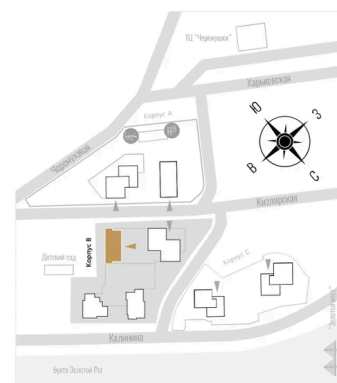 ТЦ "Черемушки"
Харьковская
Корпус А
Черемуховая
Ю
З
В
С
Кизлярская
Корпус В
Детский сад
Корпус С
Калинина
бухта Золотой Рог